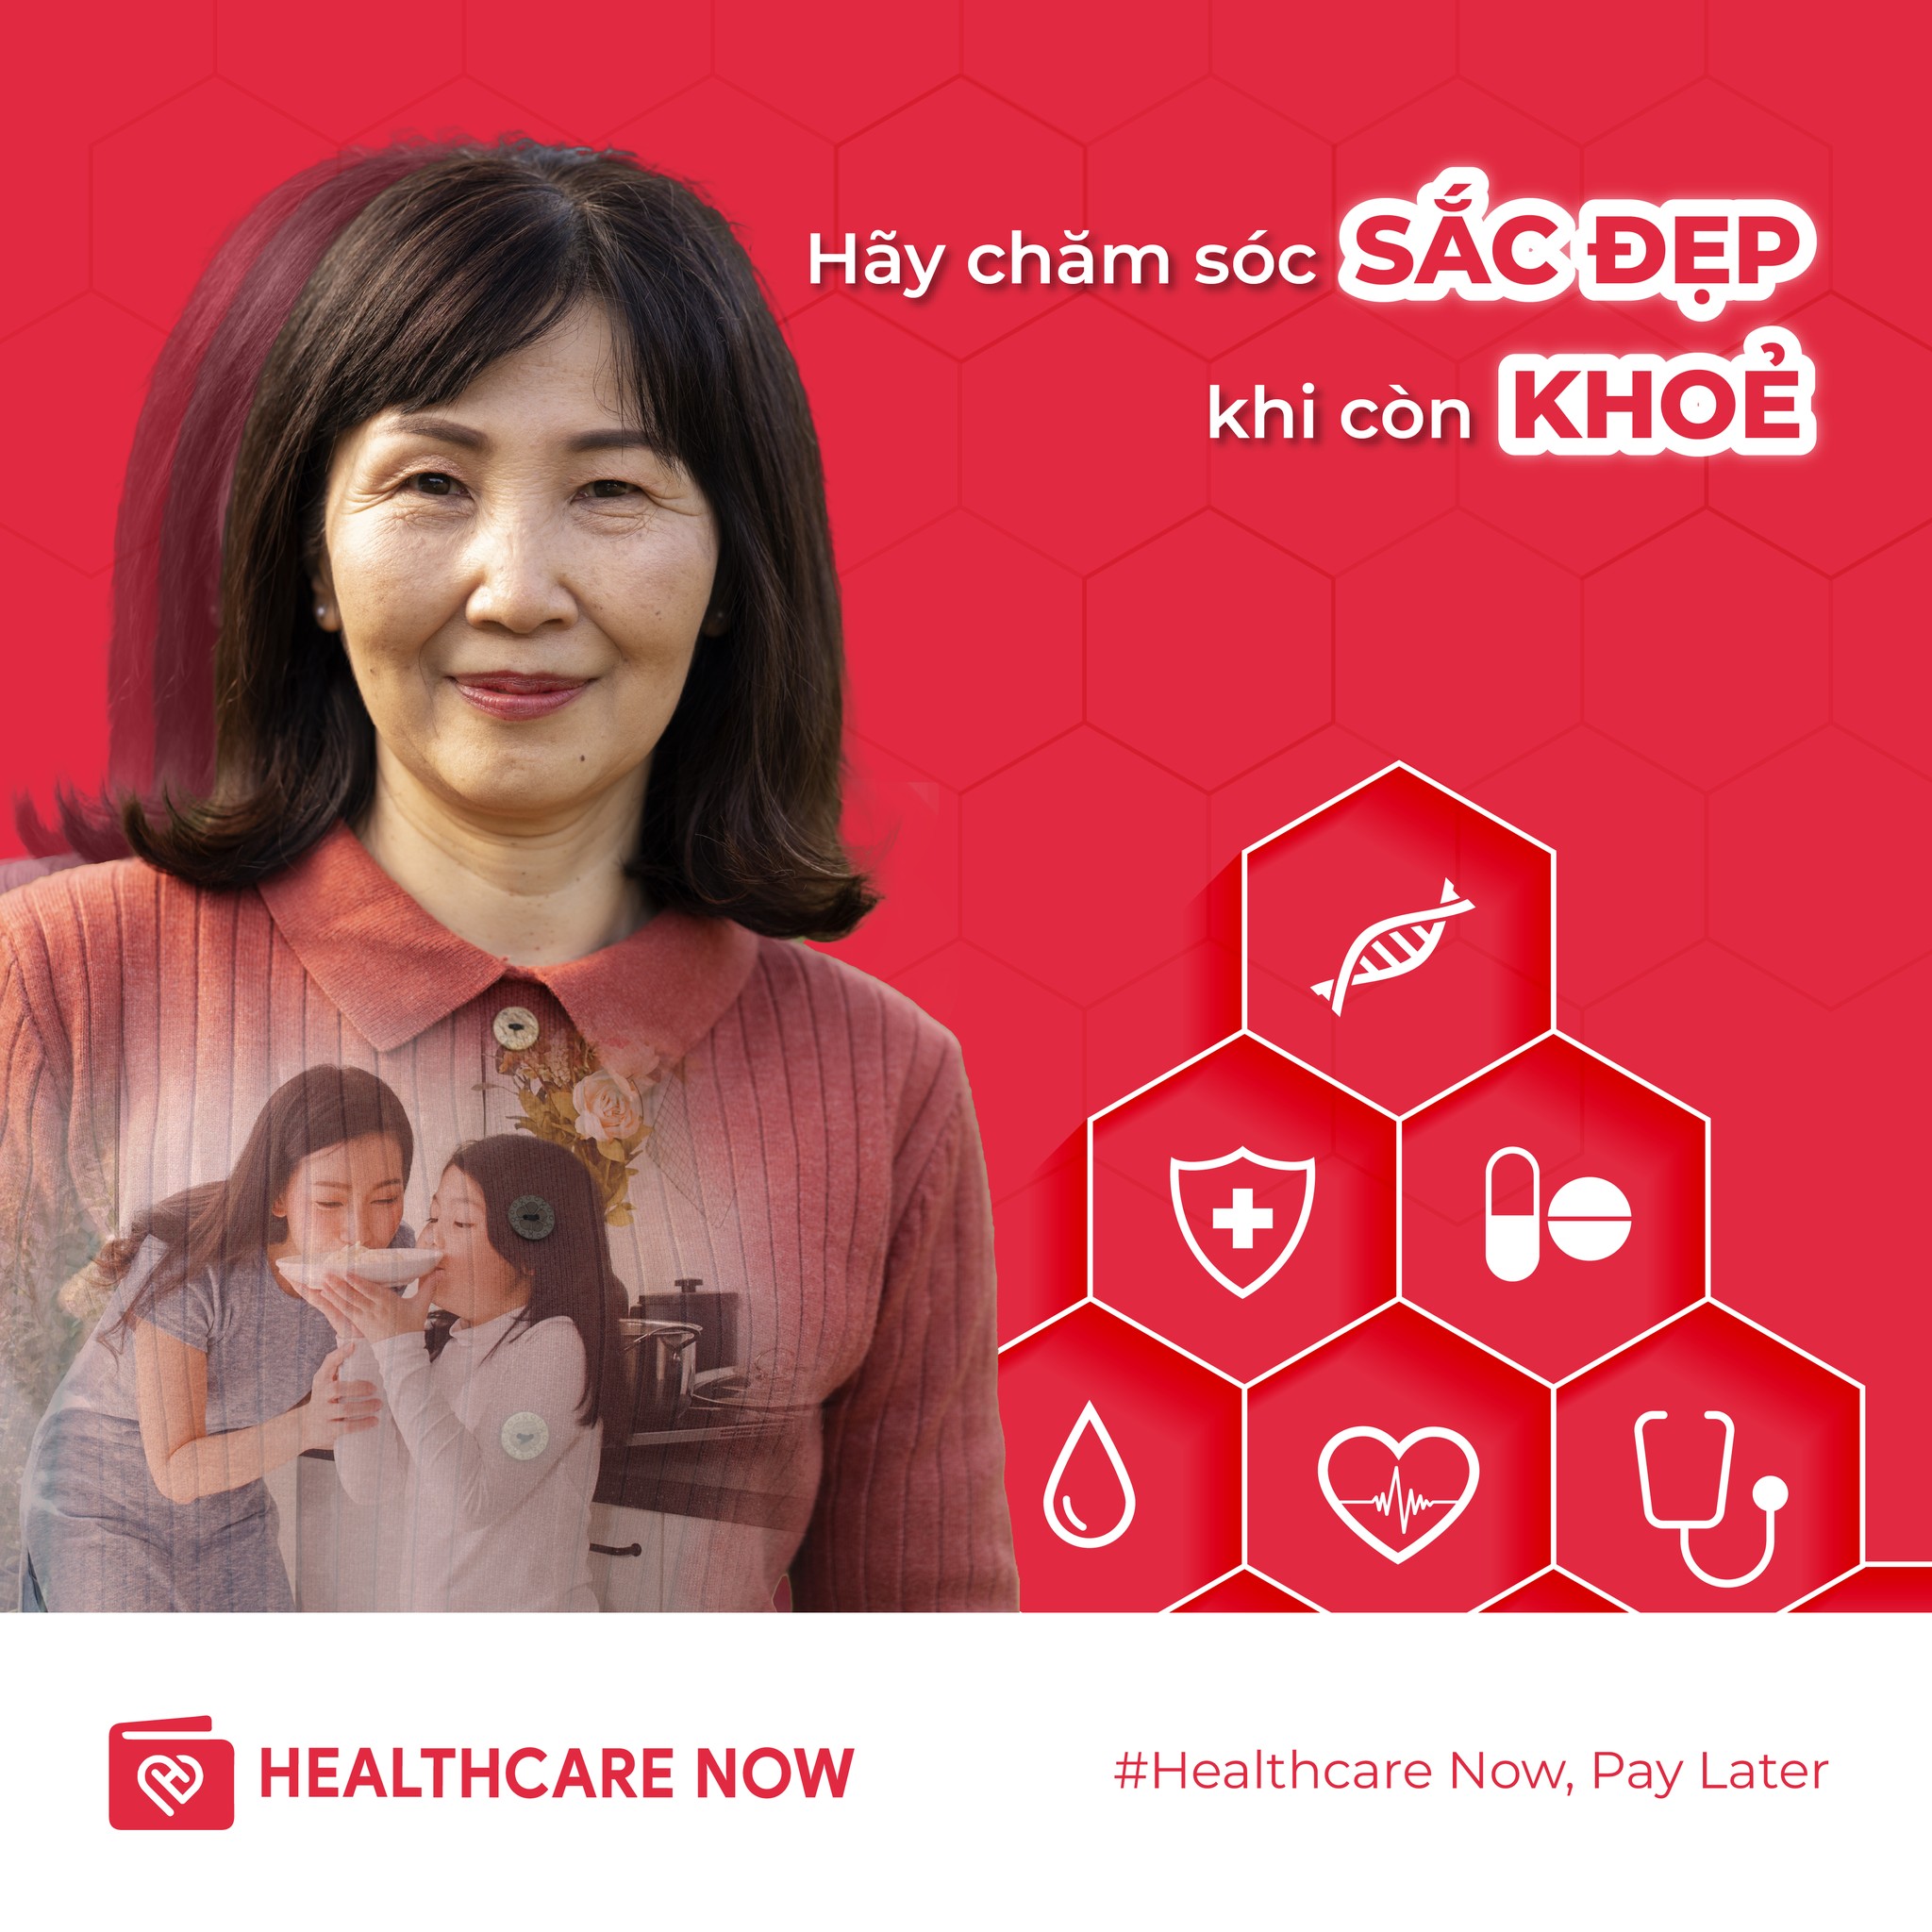 Hãy chăm sóc SẮC ĐẸP
khi còn KHOẺ
HEALTHCARE NOW
#Healthcare Now, Pay Later